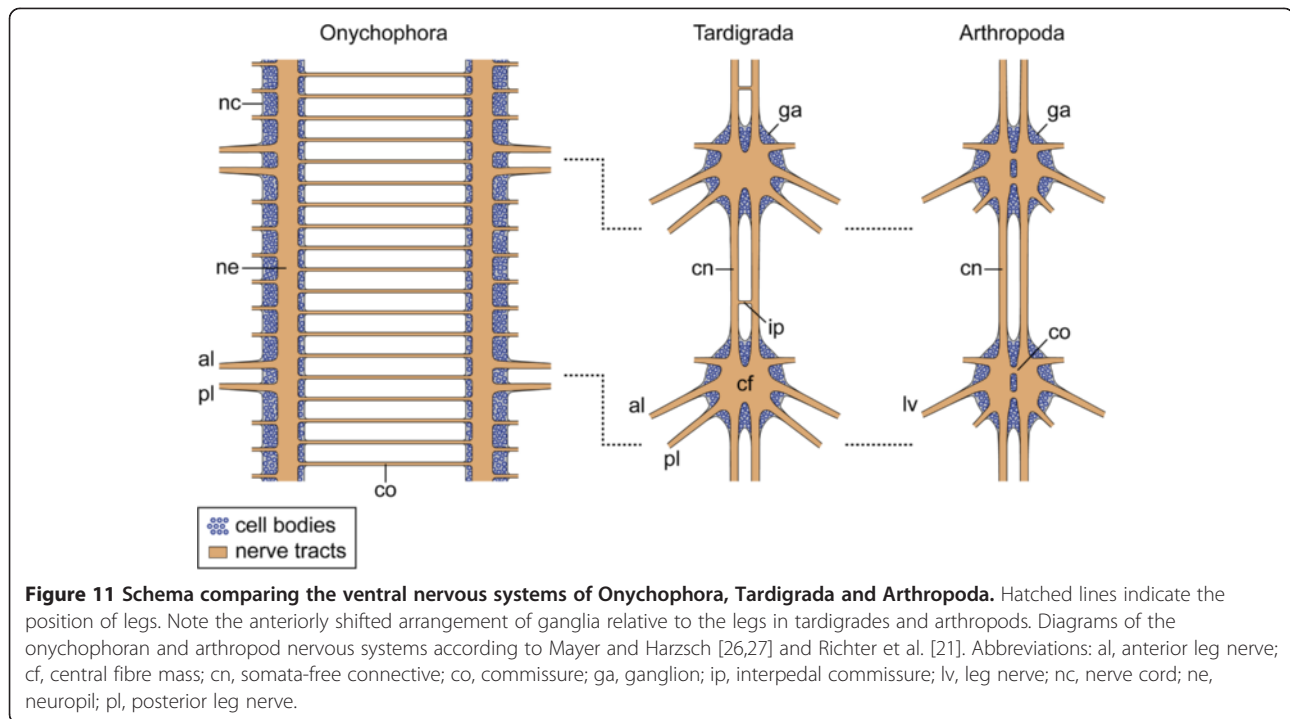 Onychophora
Tardigrada
Arthropoda
nc
ga
ga
ne
cn
cn
ip
co
al
pl
cf
al
pl
lv
co
cell bodies
nerve tracts
Figure 11 Schema comparing the ventral nervous systems of Onychophora, Tardigrada and Arthropoda. Hatched lines indicate the
position of legs. Note the anteriorly shifted arrangement of ganglia relative to the legs in tardigrades and arthropods. Diagrams of the
onychophoran and arthropod nervous systems according to Mayer and Harzsch [26,27] and Richter et al. [21]. Abbreviations: al, anterior leg nerve;
cf, central fibre mass; cn, somata-free connective; co, commissure; ga, ganglion; ip, interpedal commissure; lv, leg nerve; nc, nerve cord; ne,
neuropil; pl, posterior leg nerve.